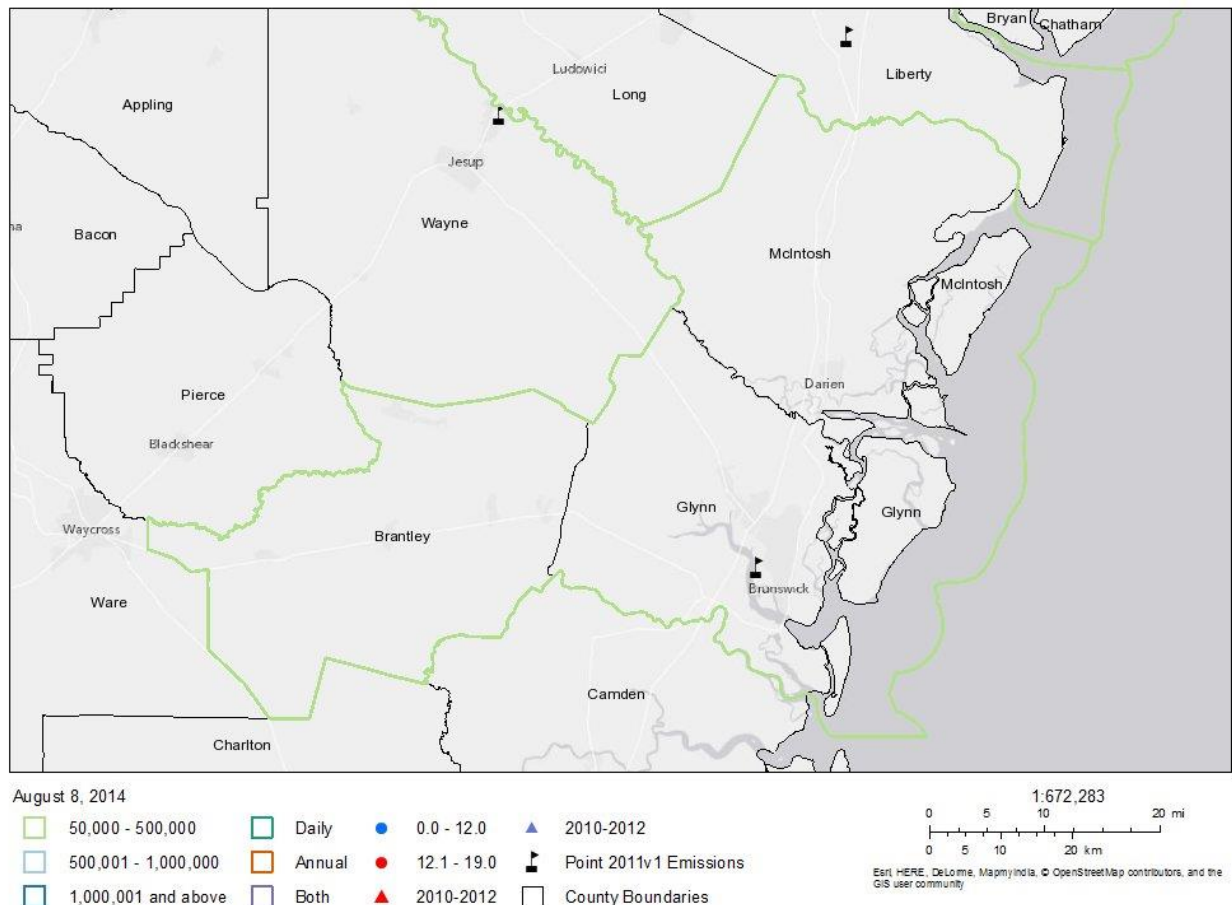 Bryan
Chatham
Ludowici
Liberty
Long
Appling
Jesup
Wayne
Bacon
McIntosh
McIntosh
Pierce
Darien
Blackshear
Waycross
Glynn
Glynn
Brantley
Brunswick
Ware
Camden
Charlton
August 8, 2014
50,000 - 500,000
500,001 - 1,000,000
1,000,001 and above
Daily
Annual
Both
0.0 - 12.0
12.1 - 19.0
2010-2012
2010-2012
Point 2011v1 Emissions
County Boundaries
1:672,283
0 5 10 20 mi
0 5 10 20 km
Esri, HERE, DeLorme, MapmyIndia, © OpenStreetMap contributors, and the
GIS user community